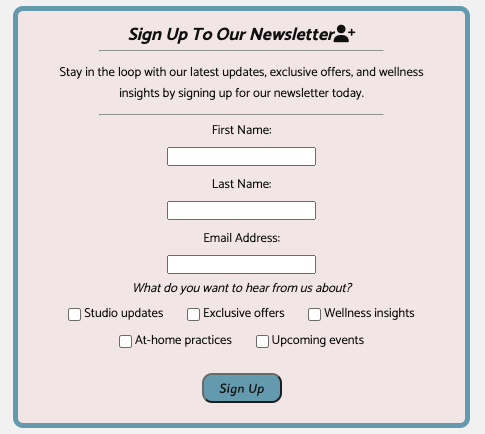 Sign Up To Our Newsletter
Stay in the loop with our latest updates, exclusive offers, and wellness
insights by signing up for our newsletter today.
First Name:
Last Name:
Email Address:
What do you want to hear from us about?
Studio updates Exclusive offers Wellness insights
At-home practices Upcoming events
Sign Up